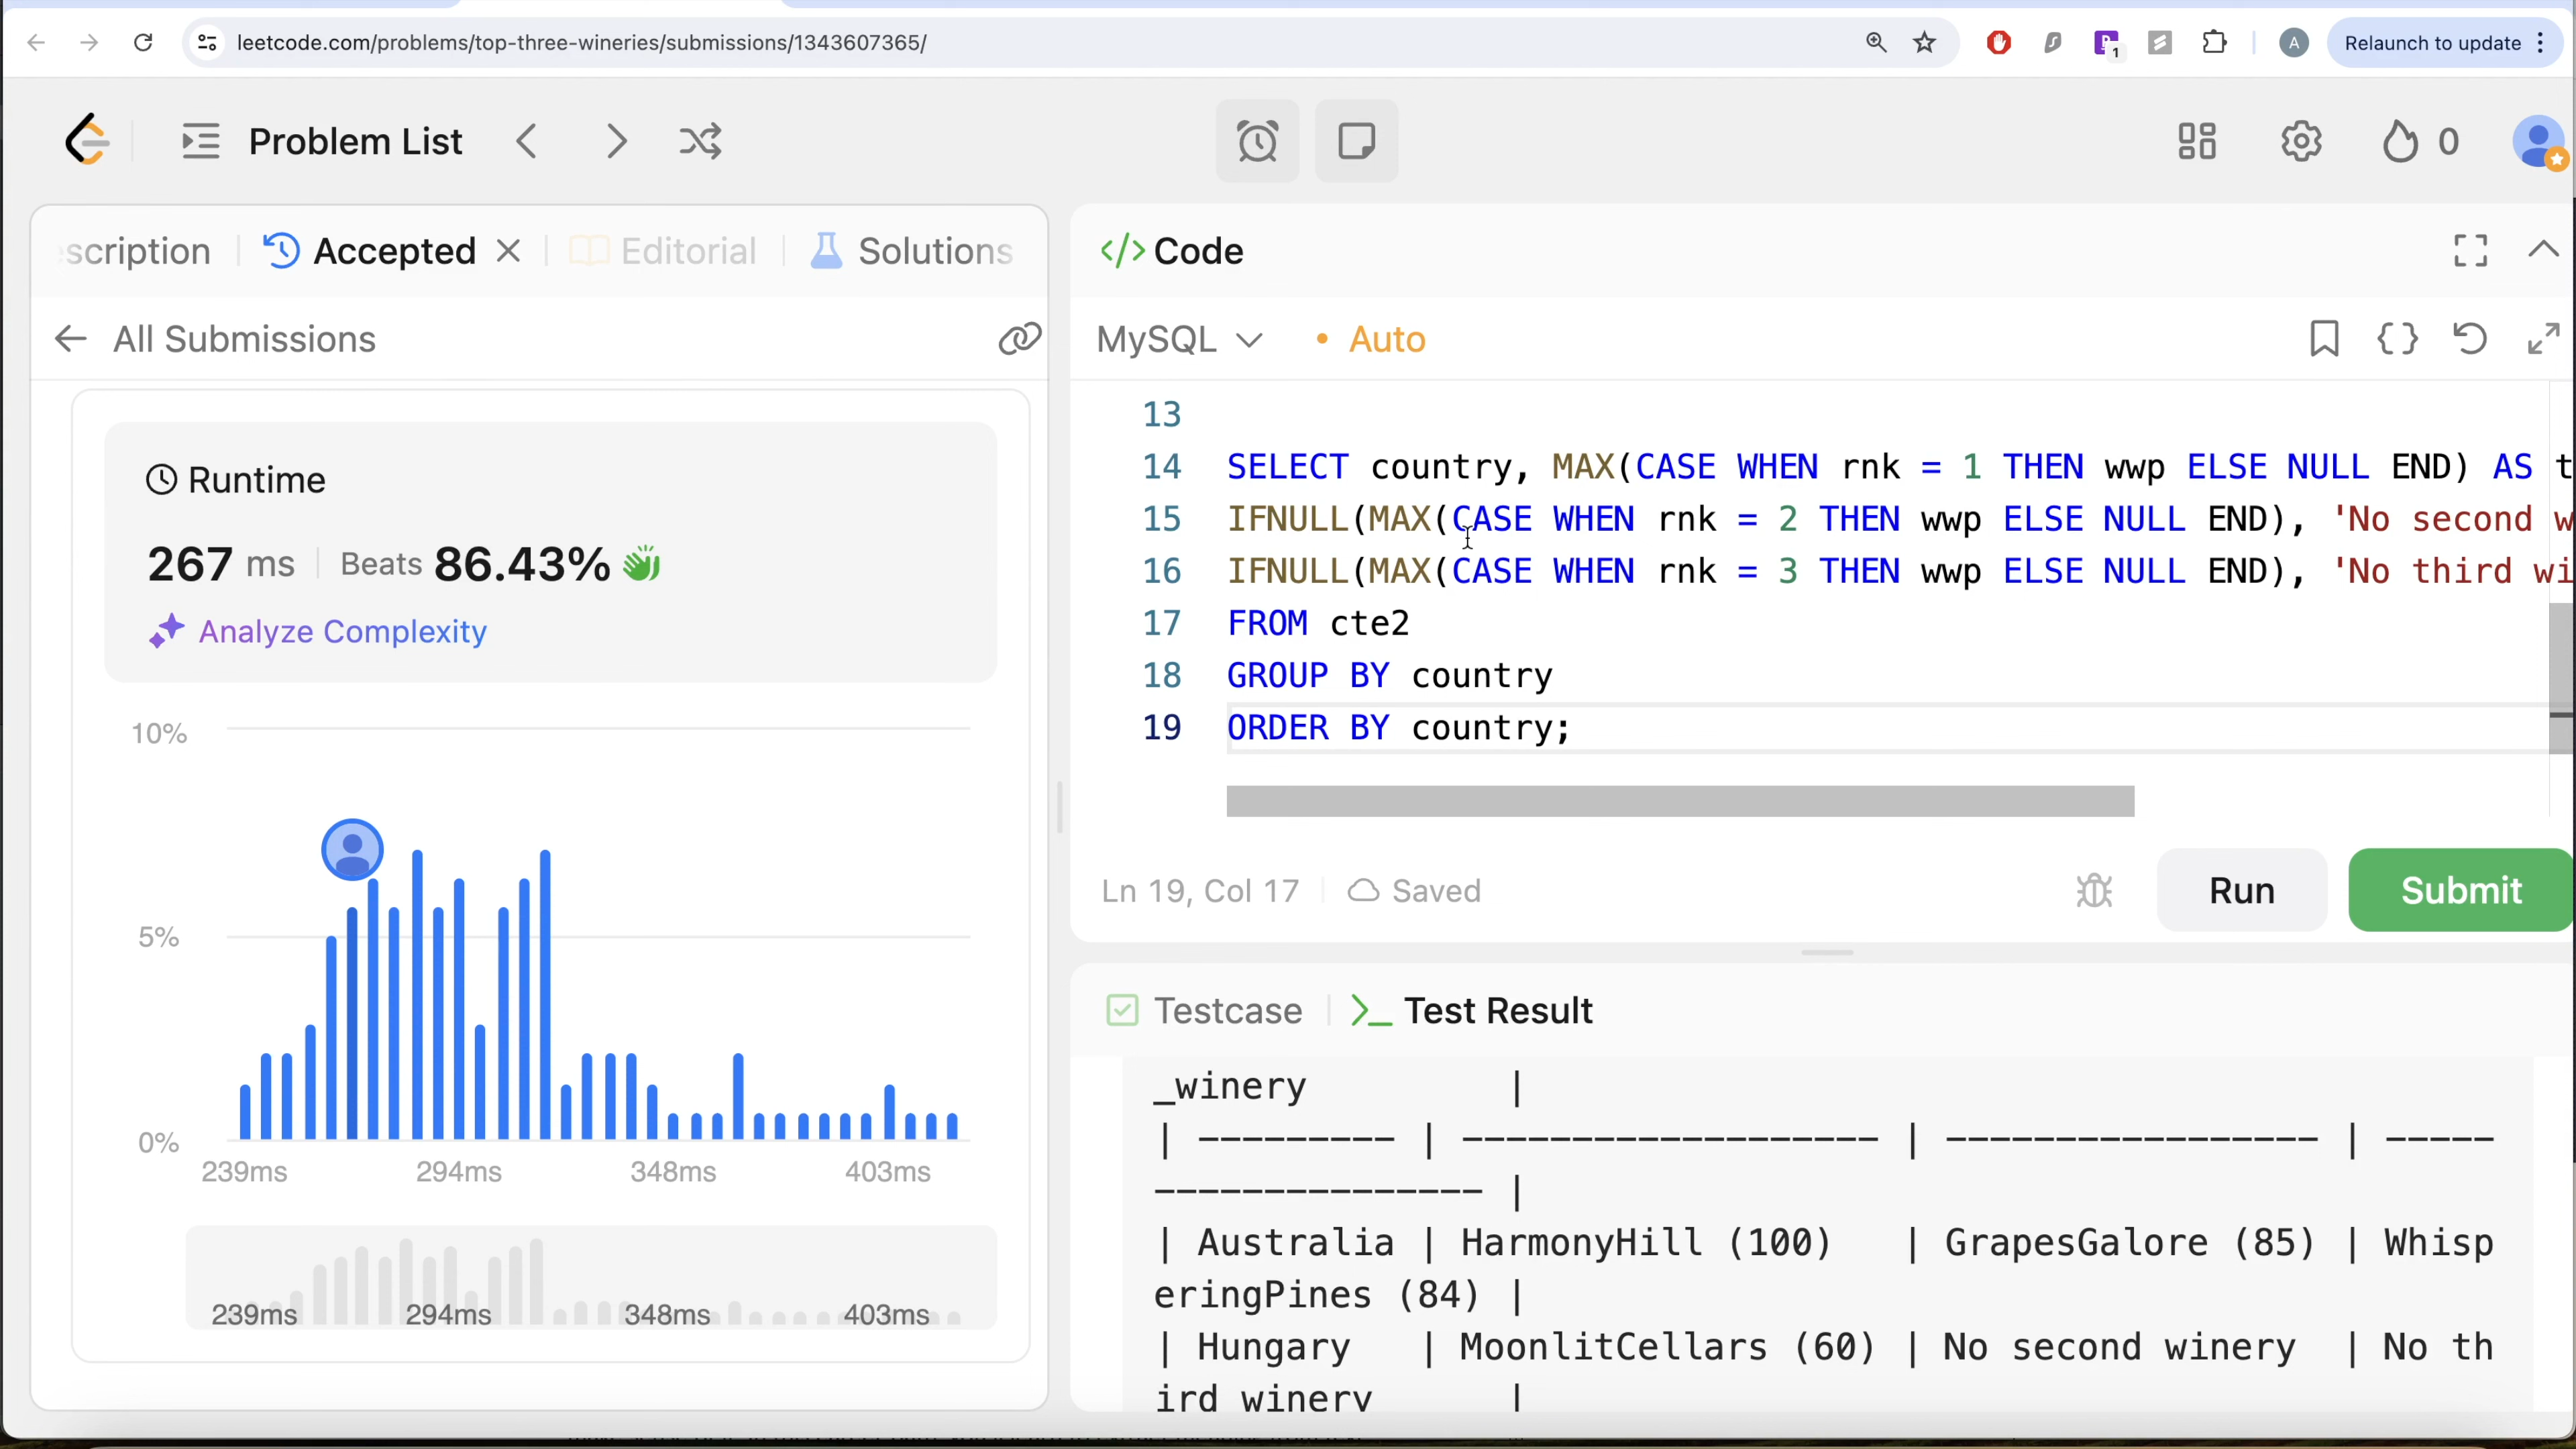 leetcode.com/problems/top-three-wineries/submissions/1343607365/
1
A
Relaunch to update
Problem List
0
scription
Accepted
Editorial
Solutions
All Submissions
Runtime
267 ms
Beats 86.43%
Analyze Complexity
10%
5%
0%
239ms 294ms 348ms 403ms
239ms 294ms 348ms 403ms
</> Code
MySQL
Auto
13
14 SELECT country, MAX(CASE WHEN rnk = 1 THEN wwp ELSE NULL END) AS t
15 IFNULL(MAX(CASE WHEN rnk = 2 THEN wwp ELSE NULL END), 'No second w
16 IFNULL(MAX(CASE WHEN rnk = 3 THEN wwp ELSE NULL END), 'No third wi
17 FROM cte2
18 GROUP BY country
19 ORDER BY country;
Ln 19, Col 17
Saved
Run
Submit
Testcase
Test Result
_winery |
| --------- | ------------------- | ----------------- | -----
--------------- |
| Australia | HarmonyHill (100) | GrapesGalore (85) | Whisp
eringPines (84) |
| Hungary | MoonlitCellars (60) | No second winery | No th
ird winery |